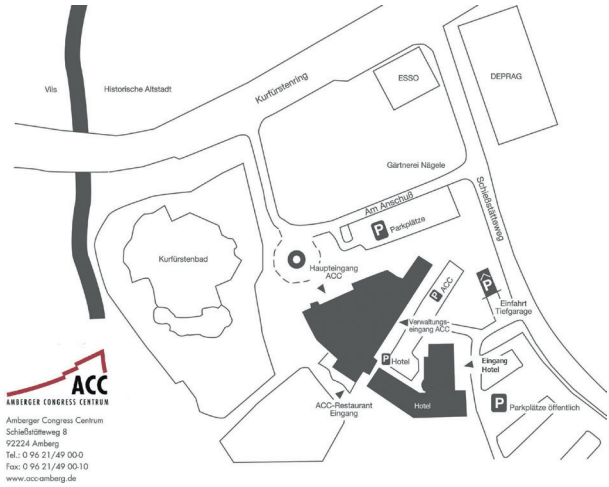 Vils
Historische Altstadt
Kurfürstenring
ESSO
DEPRAG
Gärtnerei Nägele
Am Anschuß
Schießstätteweg
P
Parkplätze
Kurfürstenbad
Haupteingang
ACC
P ACC
P
Einfahrt
Tiefgarage
Verwaltungs-
eingang ACC
P Hotel
Eingang
Hotel
Hotel
ACC-Restaurant
Eingang
P Parkplätze öffentlich
ACC
AMBERGER CONGRESS CENTRUM
Amberger Congress Centrum
Schießstätteweg 8
92224 Amberg
Tel.: 0 96 21/49 00-0
Fax: 0 96 21/49 00-10
www.acc-amberg.de